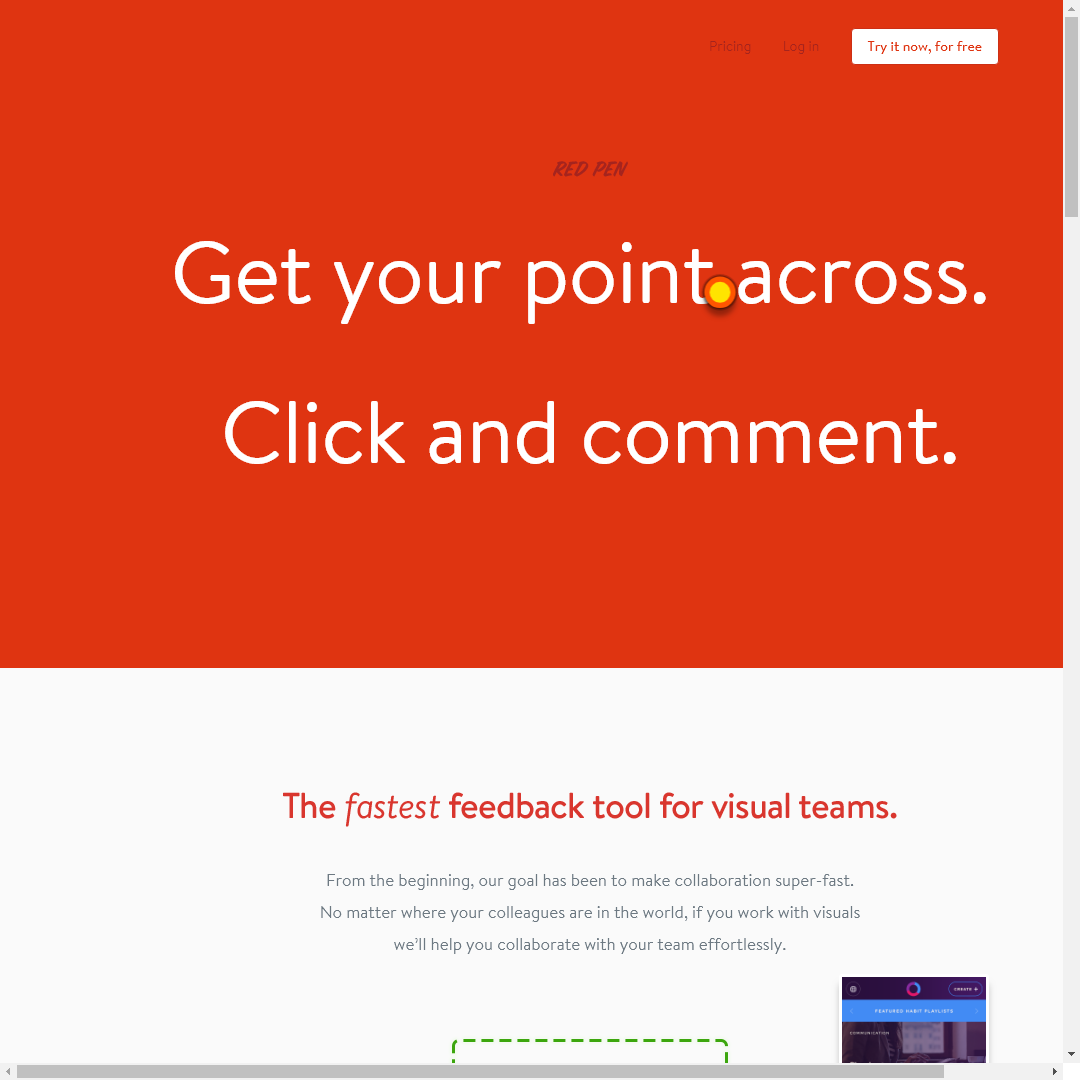 Pricing Log in Try it now, for free
RED PEN
Get your point across.
Click and comment.
The fastest feedback tool for visual teams.
From the beginning, our goal has been to make collaboration super-fast.
No matter where your colleagues are in the world, if you work with visuals
we’ll help you collaborate with your team effortlessly.
CREATE +
FEATURED HABIT PLAYLISTS
COMMUNICATION